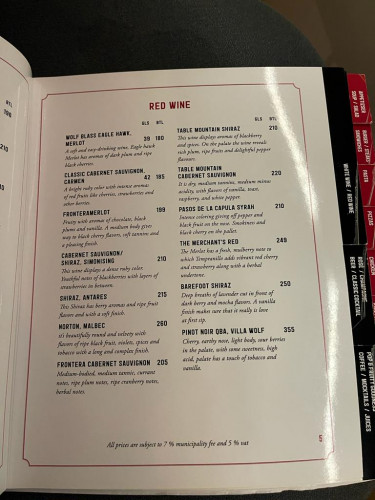 RED WINE
GLS BTL
WOLF BLASS EAGLE HAWK, MERLOT 39 180
A soft and easy-drinking wine. Eagle hawk
Merlot has aromas of dark plum and ripe
black cherries.
CLASSIC CABERNET SAUVIGNON, CARMEN 42 195
A bright ruby color with intense aromas
of red fruits like cherries, strawberries and
other berries.
FRONTERAMERLOT 199
Fruity with aromas of chocolate, black
plums and vanilla. A medium body gives
way to black cherry flavors, soft tannins and
a pleasing finish
CABERNET SAUVIGNON/
SHIRAZ, SIMONISING 210
This wine displays a dense ruby color.
Youthful notes of blackberries with layers of
strawberries in between.
SHIRAZ, ANTARES 215
This Shiraz has berry aromas and ripe fruit
flavors and with a soft finish.
NORTON, MALBEC 260
it's beautifully round and velvety with
flavors of ripe black fruit, violets, spices and
tobacco with a long and complex finish
FRONTERA CABERNET SAUVIGNON 205
Medium-bodied, medium tannic, currant
notes, ripe plum notes, ripe cranberry notes,
herbal notes.
GLS BTL
TABLE MOUNTAIN SHIRAZ 210
This wine displays aromas of blackberry
and spices. On the palate the wine reveals
rich plum, ripe fruits and delightful pepper
flavours.
TABLE MOUNTAIN
CABERNET SAUVIGNON 220
It is dry, medium tannins, medium minus
acidity, with flavors of vanilla, toast,
raspberry, and white pepper.
PASOS DE LA CAPULA SYRAH 210
Intense coloring giving off pepper and
black fruit on the nose. Smokiness and
black cherry on the pallet.
THE MERCHANT'S RED 249
The Merlot has a fresh, mulberry note to
which Tempranillo adds vibrant red cherry
and strawberry along with a herbal
undertone.
BAREFOOT SHIRAZ 250
Deep breaths of lavender out in front of
dark berry and mocha flavors. A vanilla
finish makes sure that is really is love
at first sip.
PINOT NOIR QBA, VILLA WOLF 355
Cherry, earthy nose, light body, sour berries
in the palate, with some sweetness, high
acid, palate has a touch of tobacco and
vanilla.
All prices are subject to 7 % municipality fee and 5 % vat
5
BTL
210
APPETIZER
SOUP / SALAD
SANDWICHES
PASTA
PIZZAS
WHITE WINE / RED WINE
CHICKEN
BEER / CLASSIC COCKTAIL
COFFEE / MOCKTAILS / JUICES